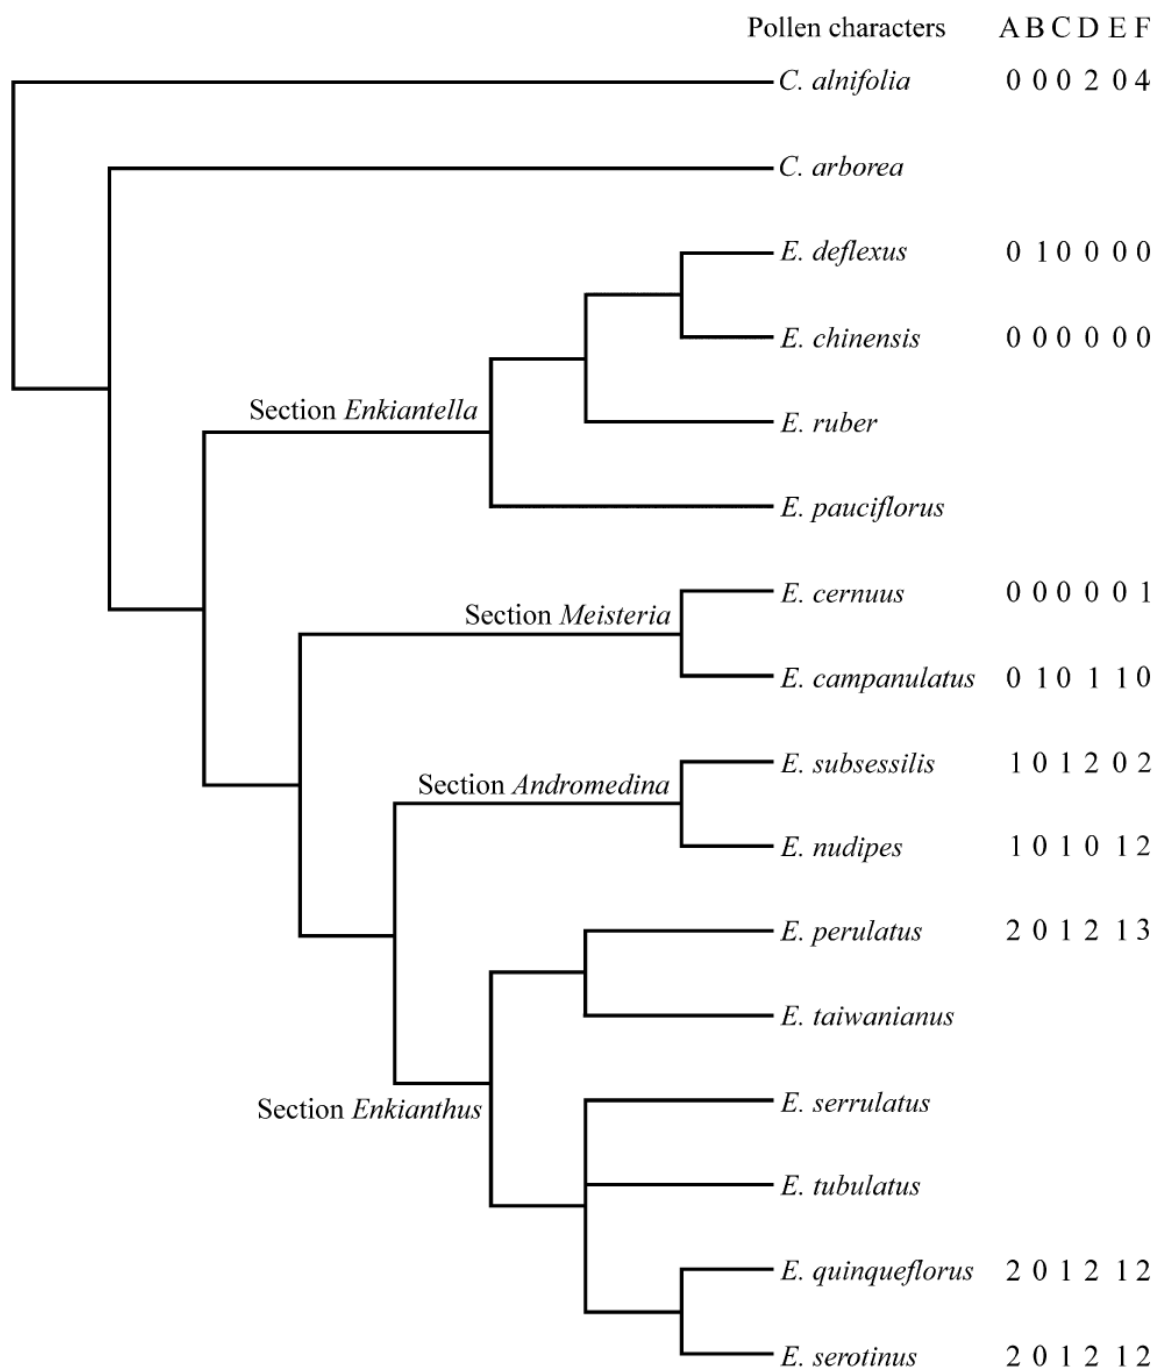 Pollen characters A B C D E F
C. alnifolia 0 0 0 2 0 4
C. arborea
E. deflexus 0 1 0 0 0 0
E. chinensis 0 0 0 0 0 0
Section Enkiantella
E. ruber
E. pauciflorus
E. cernuus 0 0 0 0 0 1
Section Meisteria
E. campanulatus 0 1 0 1 1 0
E. subsessilis 1 0 1 2 0 2
Section Andromedina
E. nudipes 1 0 1 0 1 2
E. perulatus 2 0 1 2 1 3
E. taiwanianus
E. serrulatus
Section Enkianthus
E. tubulatus
E. quinqueflorus 2 0 1 2 1 2
E. serotinus 2 0 1 2 1 2